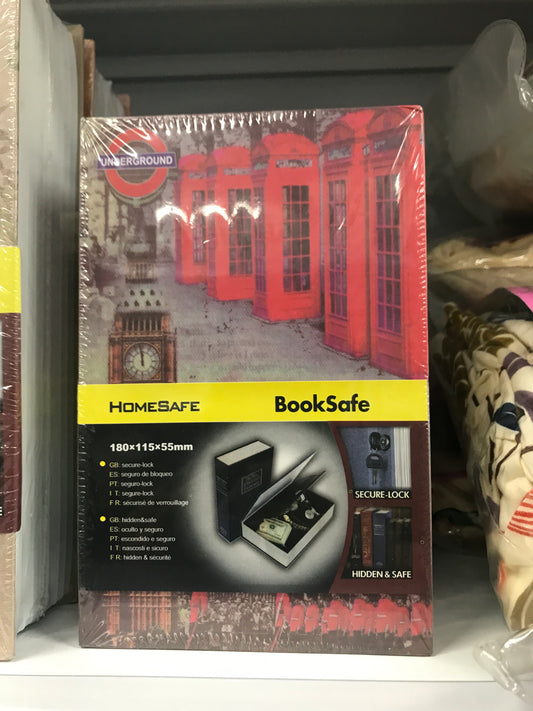 UNDERGROUND
HOMESAFE
BookSafe
180×115×55mm
GB: secure-lock
ES: seguro de bloqueo
PT: seguro-lock
I T: segure-lock
F R: sécurisé de verrouillage
GB: hidden&safe
ES: oculto y seguro
PT: escondido e seguro
I T: nascosti e sicuro
F R: hidden & sécurité
SECURE-LOCK
HIDDEN & SAFE